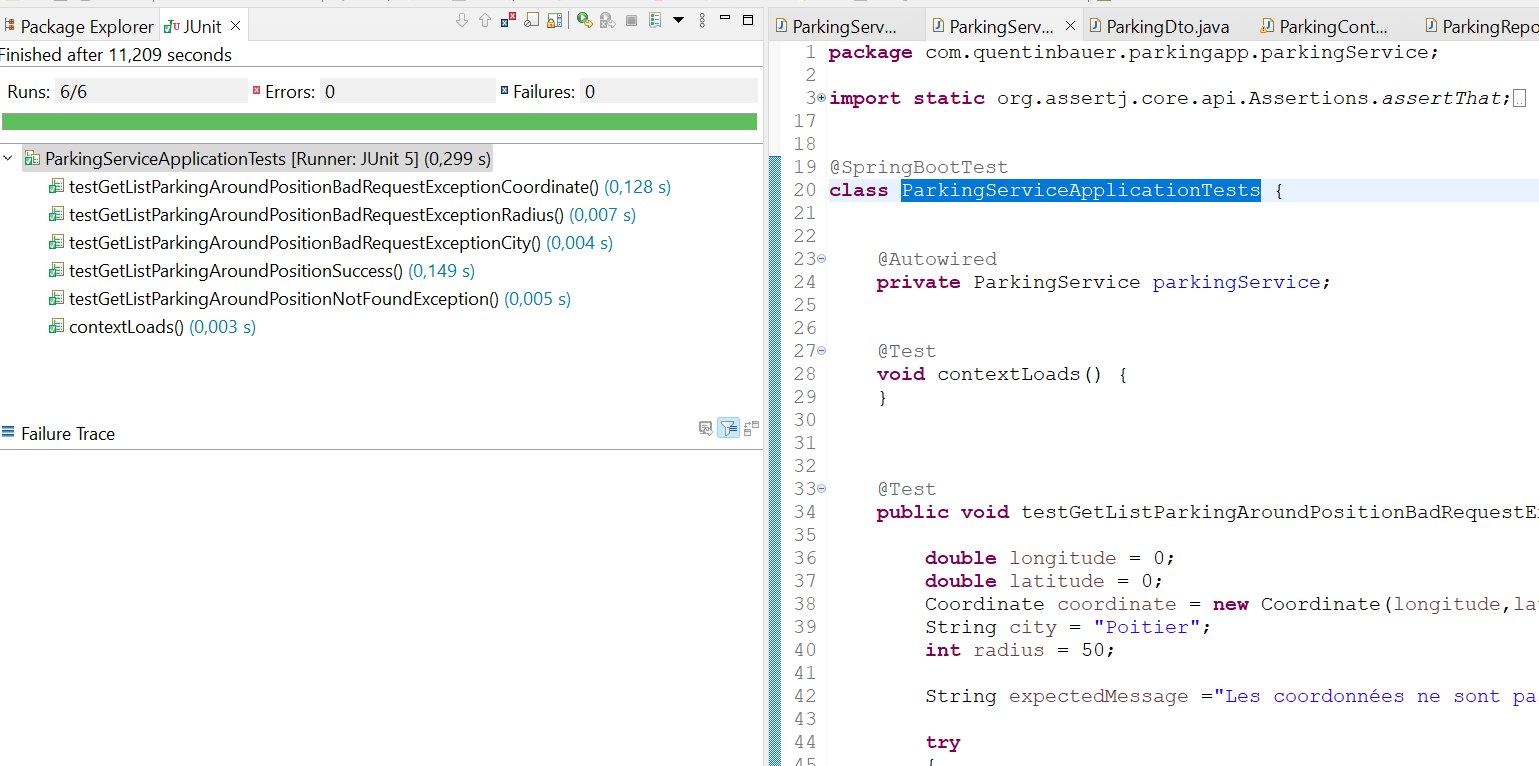 Package Explorer JUnit
Finished after 11,209 seconds
Runs: 6/6 Errors: 0 Failures: 0
ParkingServiceApplicationTests [Runner: JUnit 5] (0,299 s)
testGetListParkingAroundPositionBadRequestExceptionCoordinate() (0,128 s)
testGetListParkingAroundPositionBadRequestExceptionRadius() (0,007 s)
testGetListParkingAroundPositionBadRequestExceptionCity() (0,004 s)
testGetListParkingAroundPositionSuccess() (0,149 s)
testGetListParkingAroundPositionNotFoundException() (0,005 s)
contextLoads() (0,003 s)
Failure Trace
ParkingServ... ParkingServ... ParkingDto.java ParkingCont... ParkingRepo
1 package com.quentinbauer.parkingapp.parkingService;
2
3 import static org.assertj.core.api.Assertions.assertThat;
17
18
19 @SpringBootTest
20 class ParkingServiceApplicationTests {
21
22
23 @Autowired
24 private ParkingService parkingService;
25
26
27 @Test
28 void contextLoads() {
29 }
30
31
32
33 @Test
34 public void testGetListParkingAroundPositionBadRequestE
35
36 double longitude = 0;
37 double latitude = 0;
38 Coordinate coordinate = new Coordinate(longitude,la
39 String city = "Poitier";
40 int radius = 50;
41
42 String expectedMessage ="Les coordonnées ne sont pa
43
44 try
45 {